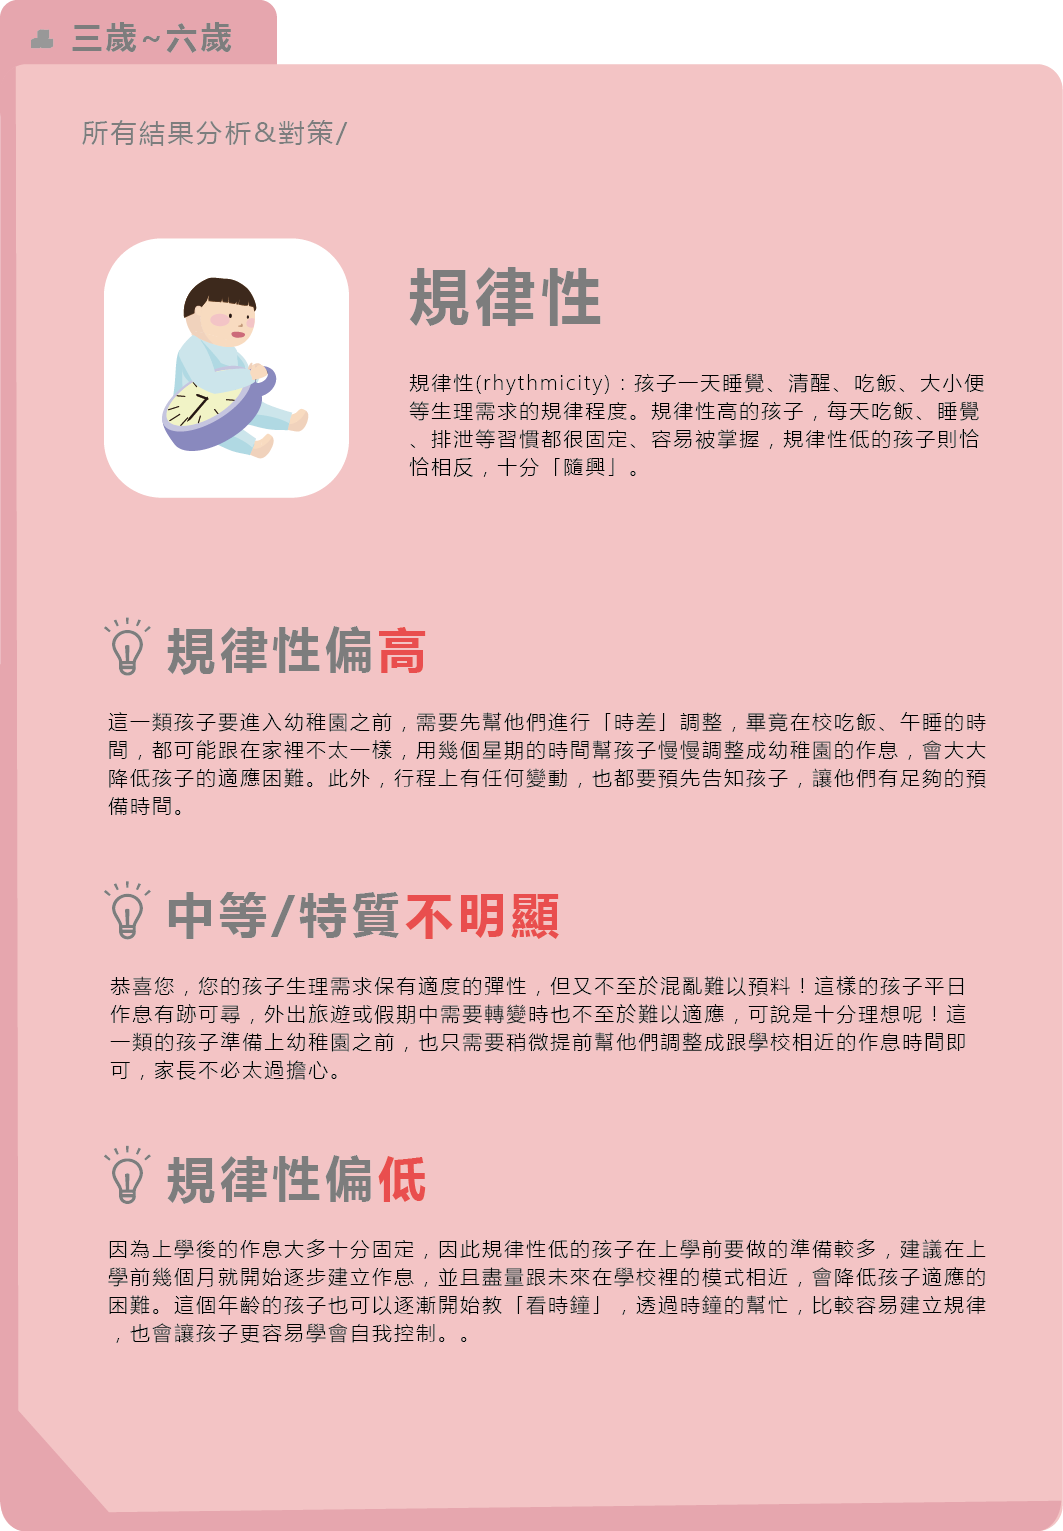 三歲~六歲
所有結果分析&對策/
規律性
規律性(rhythmicity)：孩子一天睡覺、清醒、吃飯、大小便
等生理需求的規律程度。規律性高的孩子，每天吃飯、睡覺
、排泄等習慣都很固定、容易被掌握，規律性低的孩子則恰
恰相反，十分「隨興」。
規律性偏高
這一類孩子要進入幼稚園之前，需要先幫他們進行「時差」調整，畢竟在校吃飯、午睡的時
間，都可能跟在家裡不太一樣，用幾個星期的時間幫孩子慢慢調整成幼稚園的作息，會大大
降低孩子的適應困難。此外，行程上有任何變動，也都要預先告知孩子，讓他們有足夠的預
備時間。
中等/特質不明顯
恭喜您，您的孩子生理需求保有適度的彈性，但又不至於混亂難以預料！這樣的孩子平日
作息有跡可尋，外出旅遊或假期中需要轉變時也不至於難以適應，可說是十分理想呢！這
一類的孩子準備上幼稚園之前，也只需要稍微提前幫他們調整成跟學校相近的作息時間即
可，家長不必太過擔心。
規律性偏低
因為上學後的作息大多十分固定，因此規律性低的孩子在上學前要做的準備較多，建議在上
學前幾個月就開始逐步建立作息，並且盡量跟未來在學校裡的模式相近，會降低孩子適應的
困難。這個年齡的孩子也可以逐漸開始教「看時鐘」，透過時鐘的幫忙，比較容易建立規律
，也會讓孩子更容易學會自我控制。。